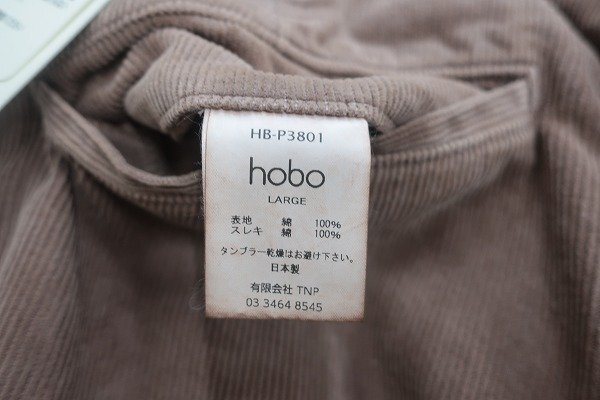 HB-P3801
hobo
LARGE
表地 綿 100%
スレキ 綿 100%
タンブラー乾燥はお避け下さい。
日本製
有限会社 TNP
03 3464 8545